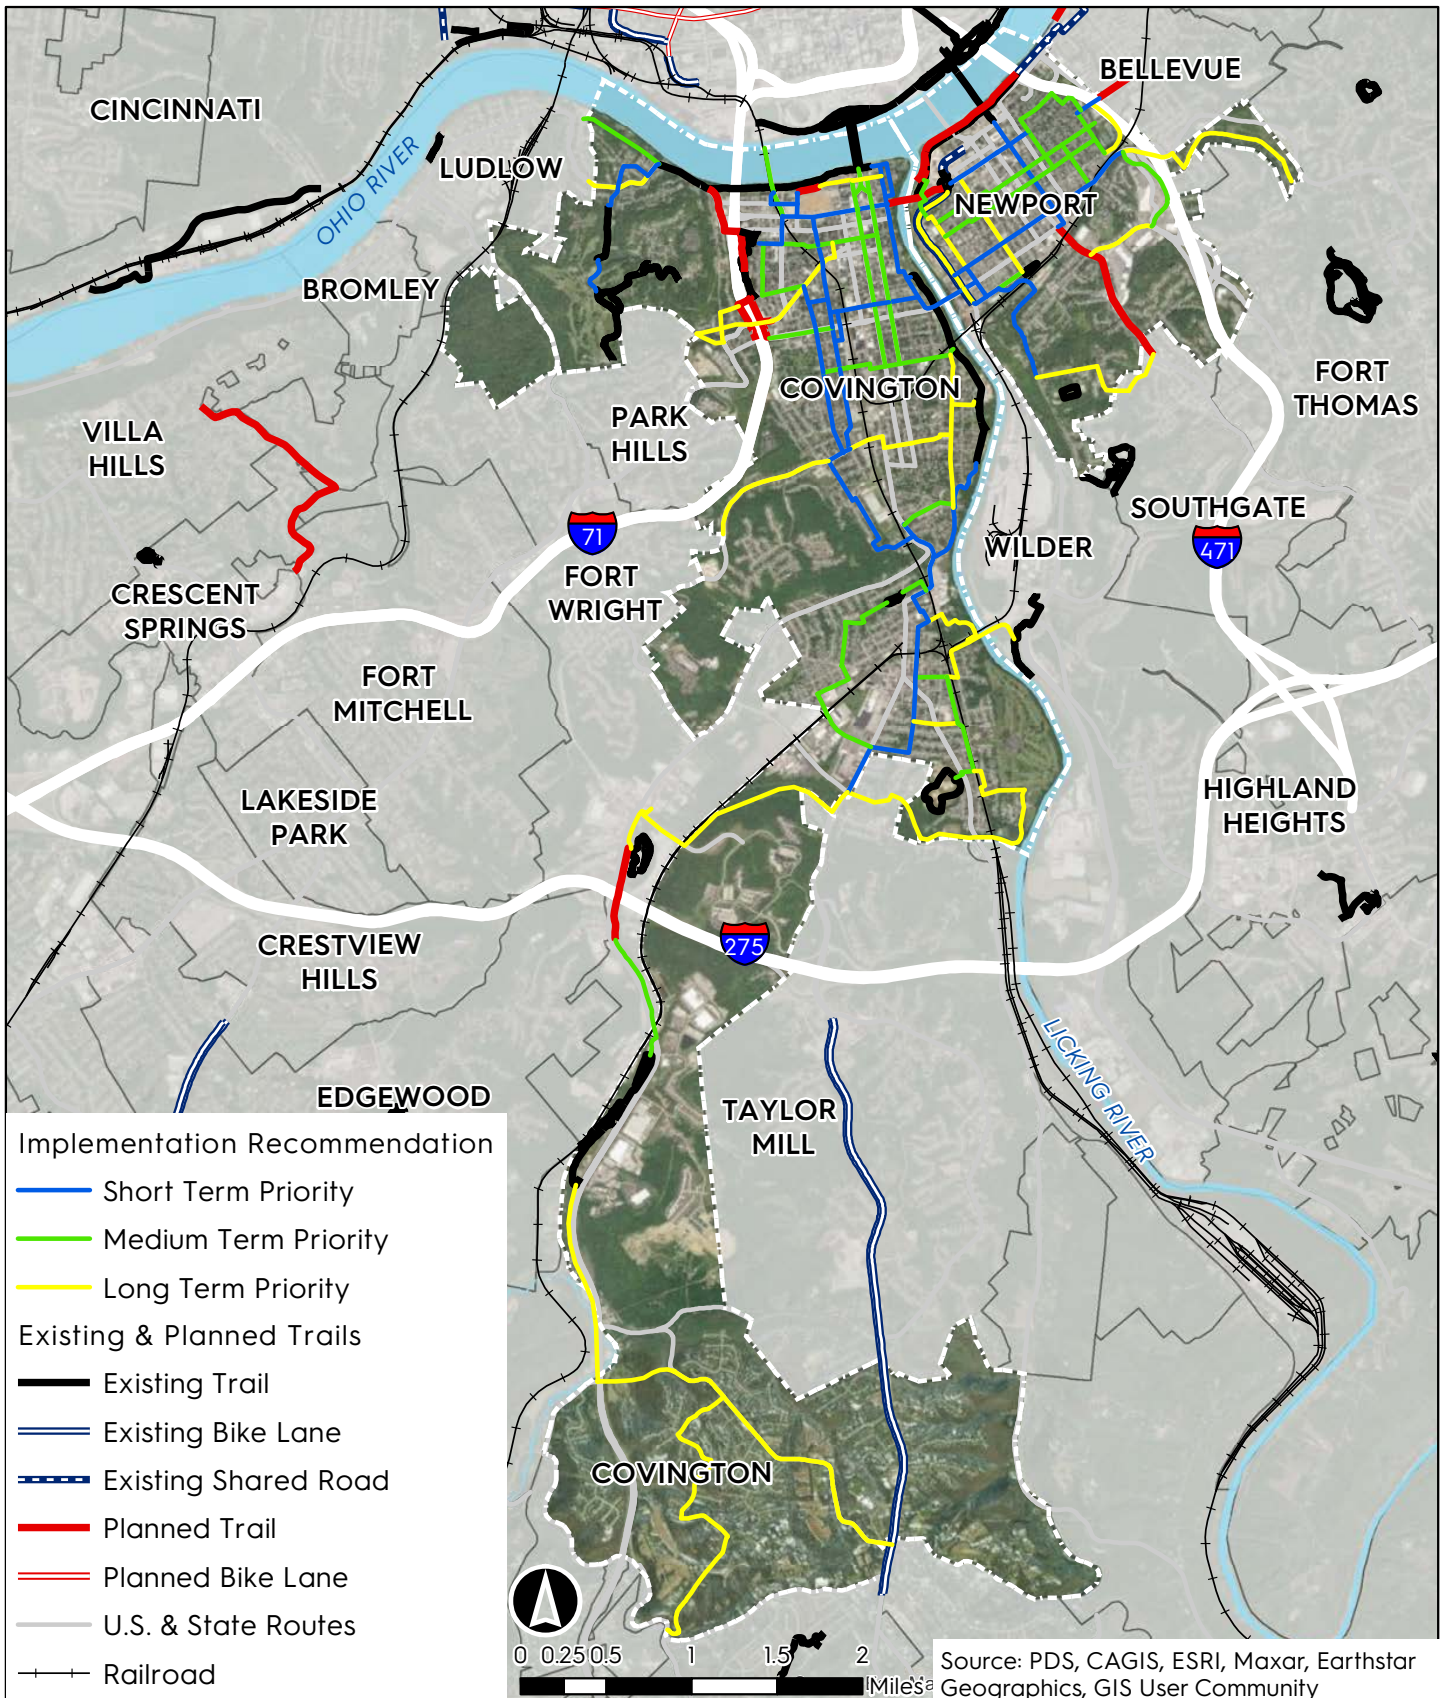 CINCINNATI
BELLEVUE
OHIO RIVER
LUDLOW
NEWPORT
BROMLEY
FORT
THOMAS
COVINGTON
PARK
HILLS
VILLA
HILLS
SOUTHGATE
71
471
WILDER
FORT
WRIGHT
CRESCENT
SPRINGS
FORT
MITCHELL
LAKESIDE
PARK
HIGHLAND
HEIGHTS
CRESTVIEW
HILLS
275
LICKING RIVER
EDGEWOOD
TAYLOR
MILL
COVINGTON
Implementation Recommendation
Short Term Priority
Medium Term Priority
Long Term Priority
Existing & Planned Trails
Existing Trail
Existing Bike Lane
Existing Shared Road
Planned Trail
Planned Bike Lane
U.S. & State Routes
Railroad
0 0.25 0.5 1 1.5 2
Miles
Source: PDS, CAGIS, ESRI, Maxar, Earthstar
Geographics, GIS User Community